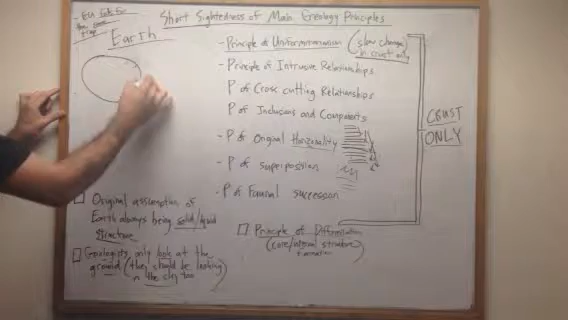 Short Sightedness of Main Geology Principles
Earth
- Principle of Uniformitarianism (slow change in crust only)
- Principle of Intrusive Relationships
P of Cross cutting Relationships
P of Inclusions and Components
- P of Original Horizonality
- P of superposition
- P of Faunal succession
CRUST
ONLY
Original assumption of
Earth always being solid/liquid
structure
Geologists only look at the
ground (they should be looking
in the sky too)
Principle of Differentiation
(core/internal structure